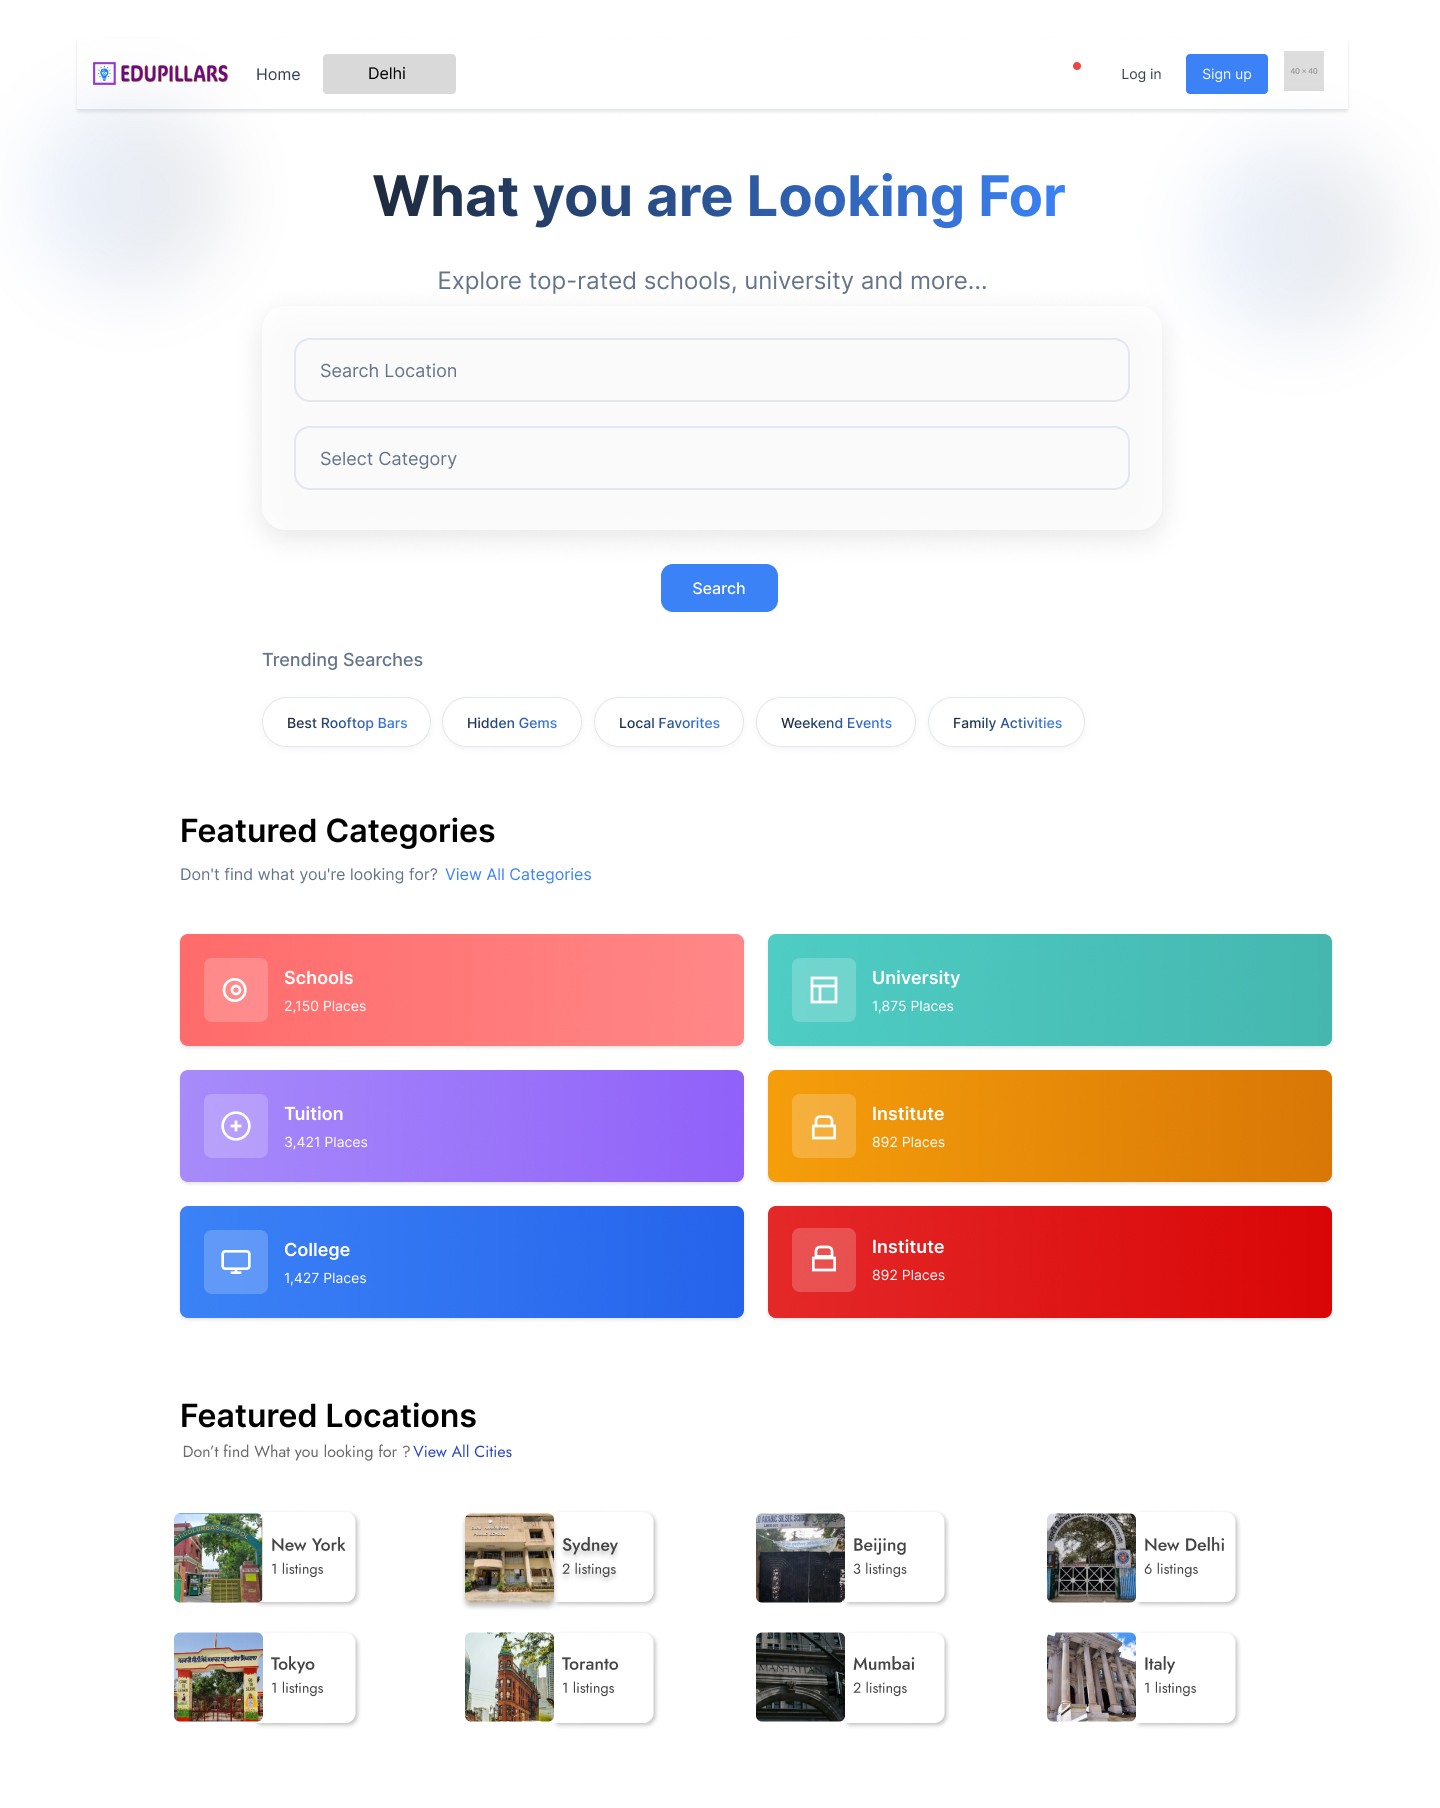 EDUPILLARS
Home
Delhi
Log in
Sign up
40 × 40
What you are Looking For
Explore top-rated schools, university and more...
Search Location
Select Category
Search
Trending Searches
Best Rooftop Bars
Hidden Gems
Local Favorites
Weekend Events
Family Activities
Featured Categories
Don't find what you're looking for? View All Categories
Schools
2,150 Places
University
1,875 Places
Tuition
3,421 Places
Institute
892 Places
College
1,427 Places
Institute
892 Places
Featured Locations
Don’t find What you looking for ? View All Cities
New York
1 listings
Sydney
2 listings
Beijing
3 listings
New Delhi
6 listings
Tokyo
1 listings
Toranto
1 listings
MANHATTA
Mumbai
2 listings
Italy
1 listings